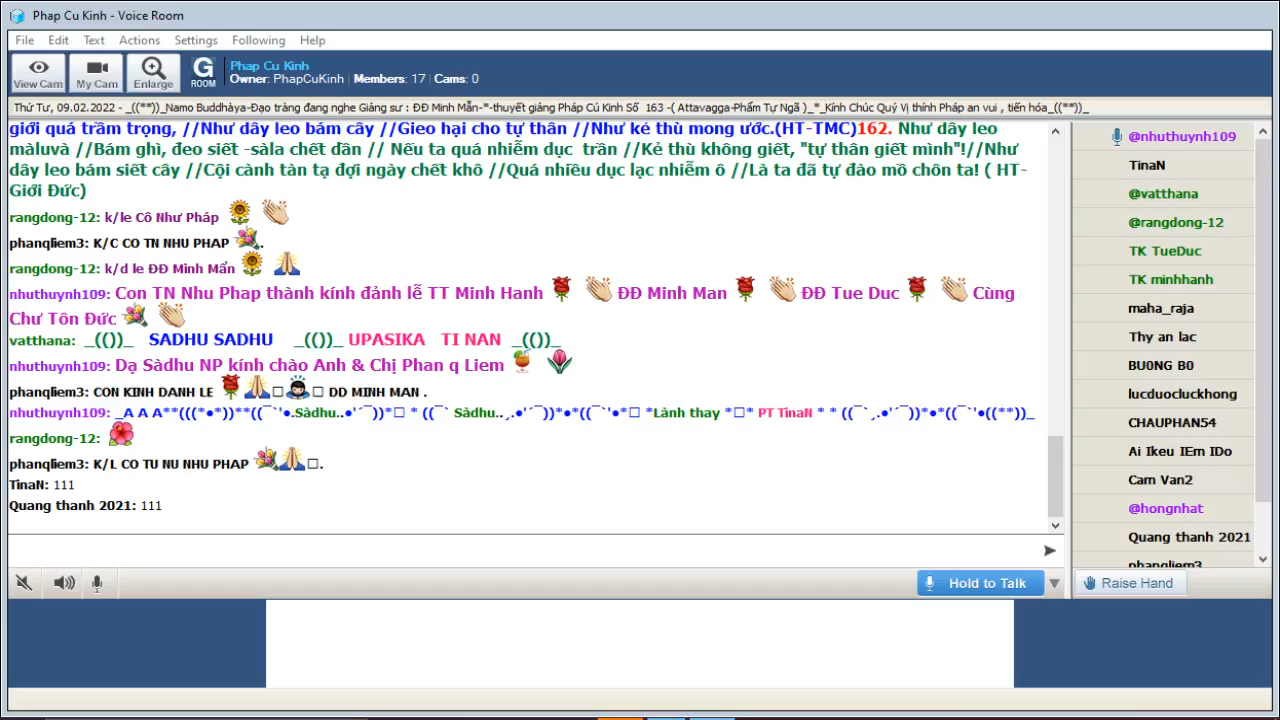 Phap Cu Kinh - Voice Room
File Edit Text Actions Settings Following Help
View Cam My Cam Enlarge G ROOM
Phap Cu Kinh
Owner: PhapCuKinh | Members: 17 | Cams: 0
Thứ Tư, 09.02.2022 - _((**))_Namo Buddhàya-Đạo tràng đang nghe Giảng sư : ĐĐ Minh Mẫn-*-thuyết giảng Pháp Cú Kinh Số 163 -( Attavagga-Phẩm Tự Ngã )_*_Kính Chúc Quý Vị thính Pháp an vui , tiến hóa_((**))_
giới quá trầm trọng, //Như dây leo bám cây //Gieo hại cho tự thân //Như kẻ thù mong ước.(HT-TMC)162. Như dây leo
màluvà //Bám ghì, đeo siết -sàla chết dần // Nếu ta quá nhiễm dục trần //Kẻ thù không giết, "tự thân giết mình"!//Như
dây leo bám siết cây //Cội cành tàn tạ đợi ngày chết khô //Quá nhiều dục lạc nhiễm ô //Là ta đã tự đào mồ chôn ta! ( HT-
Giới Đức)
rangdong-12: k/le Cô Như Pháp
phanqliem3: K/C CO TN NHU PHAP .
rangdong-12: k/d le ĐĐ Minh Mẩn
nhuthuynh109: Con TN Nhu Phap thành kính đảnh lễ TT Minh Hanh ĐĐ Minh Man ĐĐ Tue Duc Cùng
Chư Tôn Đức
vatthana: _(())_ SADHU SADHU _(())_ UPASIKA TI NAN _(())_
nhuthuynh109: Dạ Sàdhu NP kính chào Anh & Chị Phan q Liem
phanqliem3: CON KINH DANH LE □ □ DD MINH MAN .
nhuthuynh109: _A A A**(((*●*))**((¯`'●.Sàdhu..●'´¯))*□ * ((¯` Sàdhu..¸.●'´¯))*●*((¯`'●*□ *Lành thay *□* PT TinaN * * ((¯`¸.●'´¯))*●*((¯`'●((**))_
rangdong-12:
phanqliem3: K/L CO TU NU NHU PHAP □.
TinaN: 111
Quang thanh 2021: 111
@nhuthuynh109
TinaN
@vatthana
@rangdong-12
TK TueDuc
TK minhhanh
maha_raja
Thy an lac
BU0NG B0
lucduocluckhong
CHAUPHAN54
Ai Ikeu IEm IDo
Cam Van2
@hongnhat
Quang thanh 2021
phanqliem3
Hold to Talk
Raise Hand